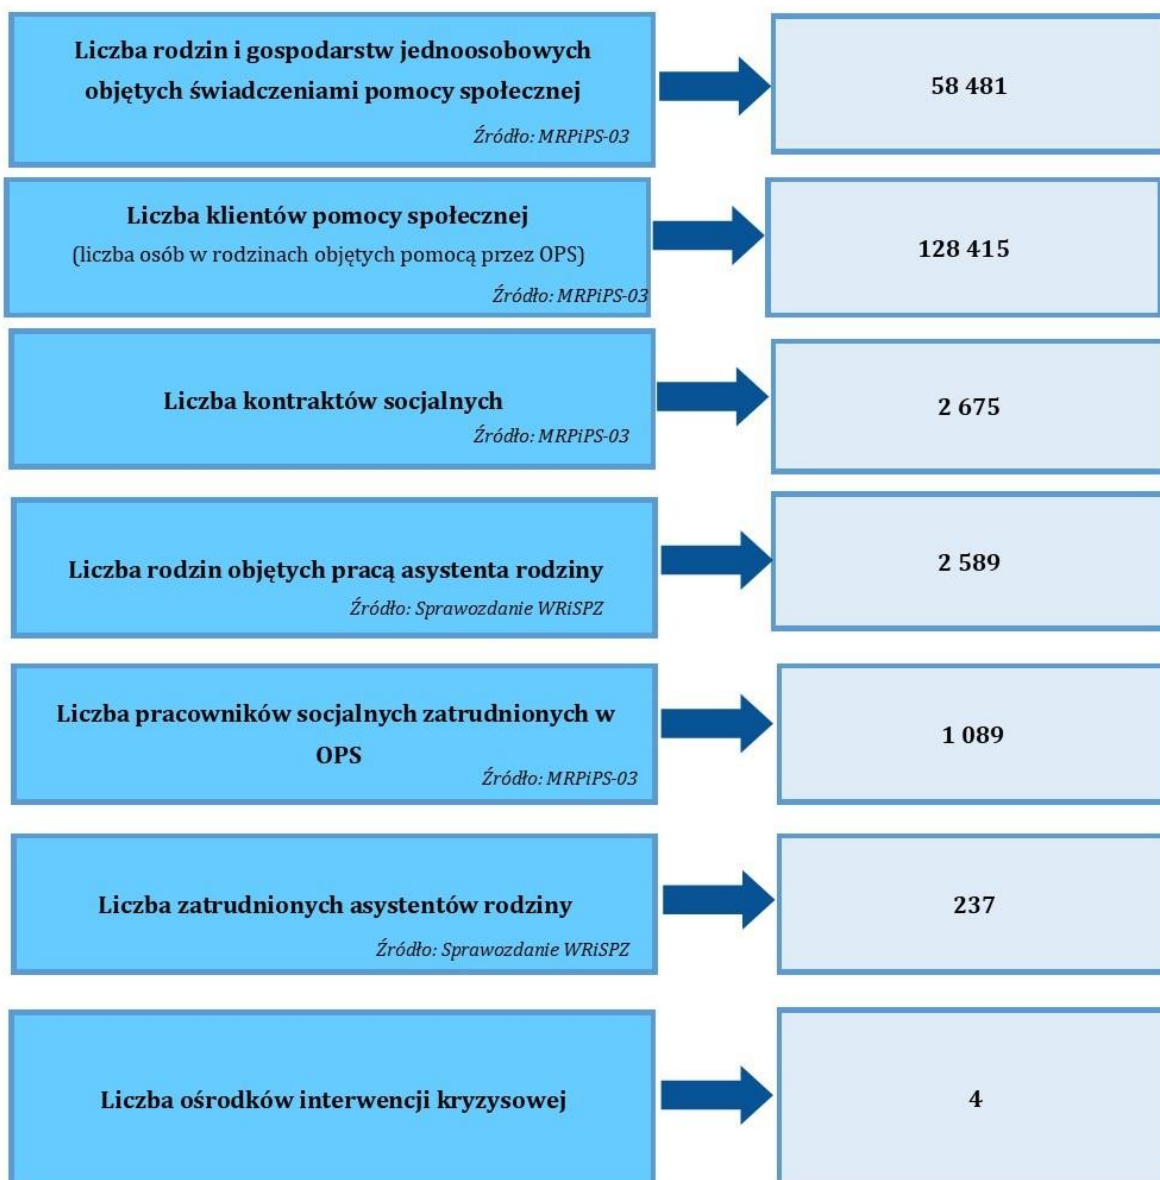 Liczba rodzin i gospodarstw jednoosobowych
objętych świadczeniami pomocy społecznej
Źródło: MRPiPS-03
58 481
Liczba klientów pomocy społecznej
(liczba osób w rodzinach objętych pomocą przez OPS)
Źródło: MRPiPS-03
128 415
Liczba kontraktów socjalnych
Źródło: MRPiPS-03
2 675
Liczba rodzin objętych pracą asystenta rodziny
Źródło: Sprawozdanie WRiSPZ
2 589
Liczba pracowników socjalnych zatrudnionych w
OPS
Źródło: MRPiPS-03
1 089
Liczba zatrudnionych asystentów rodziny
Źródło: Sprawozdanie WRiSPZ
237
Liczba ośrodków interwencji kryzysowej
4